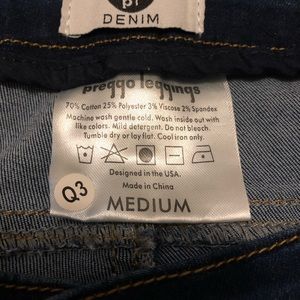 DENIM
preggo leggings
70% Cotton 25% Polyester 3% Viscose 2% Spandex
Machine wash gentle cold. Wash inside out with
like colors. Mild detergent. Do not bleach.
Tumble dry or lay flat. Cool iron only.
Designed in the USA.
Made in China
Q3
MEDIUM